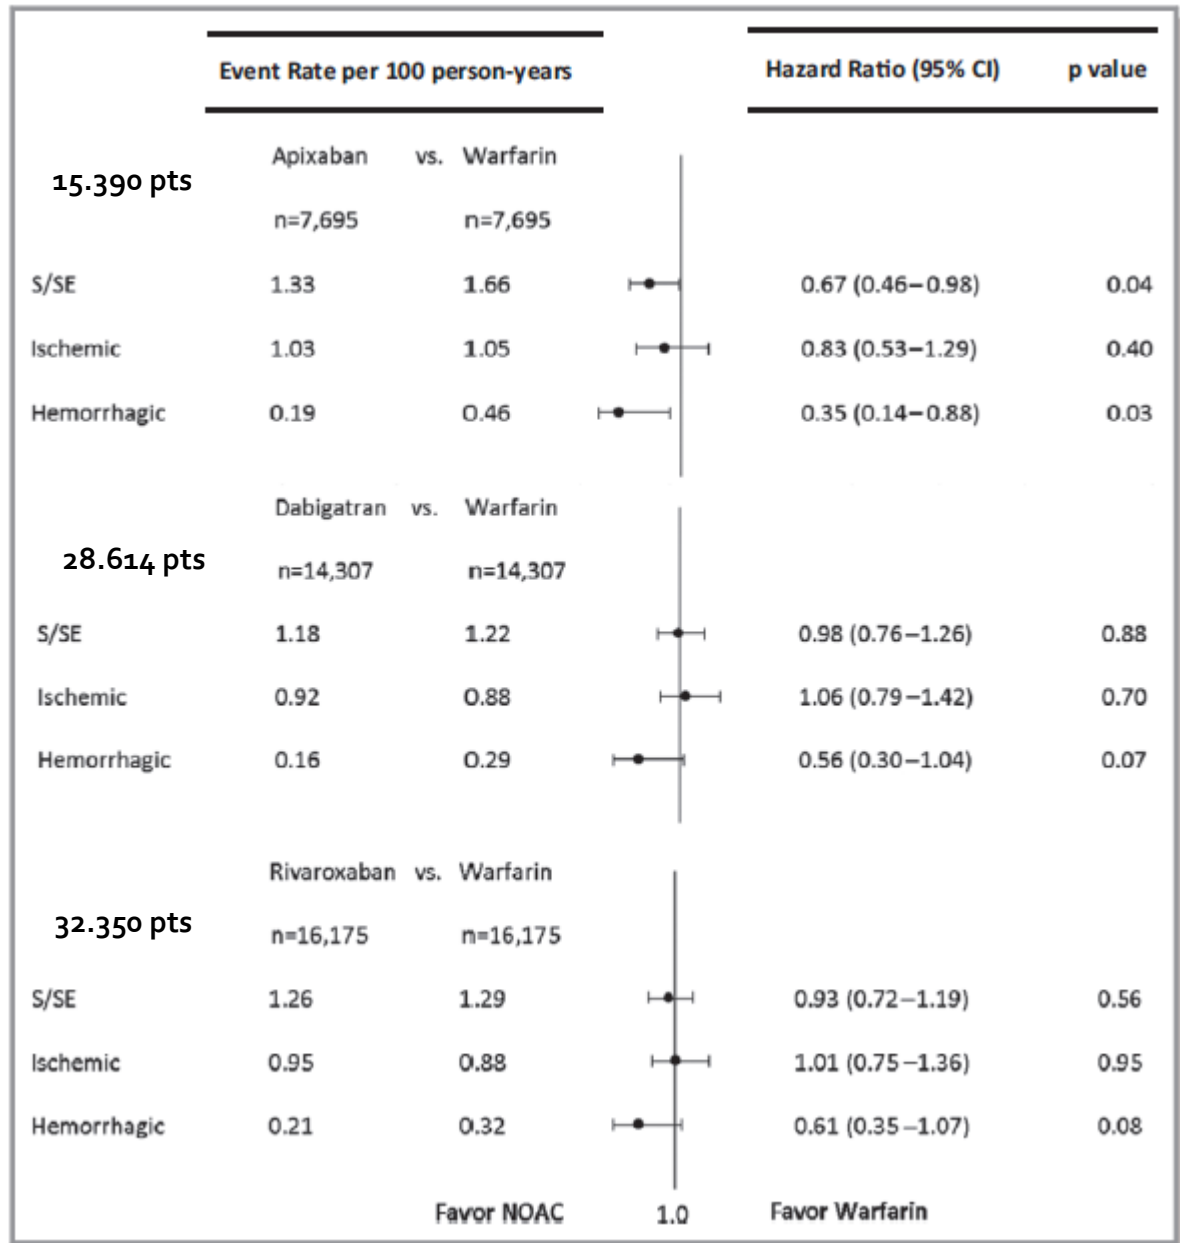 Event Rate per 100 person-years Hazard Ratio (95% CI) p value
Apixaban vs. Warfarin
15.390 pts
n=7,695 n=7,695
S/SE 1.33 1.66 0.67 (0.46–0.98) 0.04
Ischemic 1.03 1.05 0.83 (0.53–1.29) 0.40
Hemorrhagic 0.19 0.46 0.35 (0.14–0.88) 0.03
Dabigatran vs. Warfarin
28.614 pts
n=14,307 n=14,307
S/SE 1.18 1.22 0.98 (0.76–1.26) 0.88
Ischemic 0.92 0.88 1.06 (0.79–1.42) 0.70
Hemorrhagic 0.16 0.29 0.56 (0.30–1.04) 0.07
Rivaroxaban vs. Warfarin
32.350 pts
n=16,175 n=16,175
S/SE 1.26 1.29 0.93 (0.72–1.19) 0.56
Ischemic 0.95 0.88 1.01 (0.75–1.36) 0.95
Hemorrhagic 0.21 0.32 0.61 (0.35–1.07) 0.08
Favor NOAC 1.0 Favor Warfarin